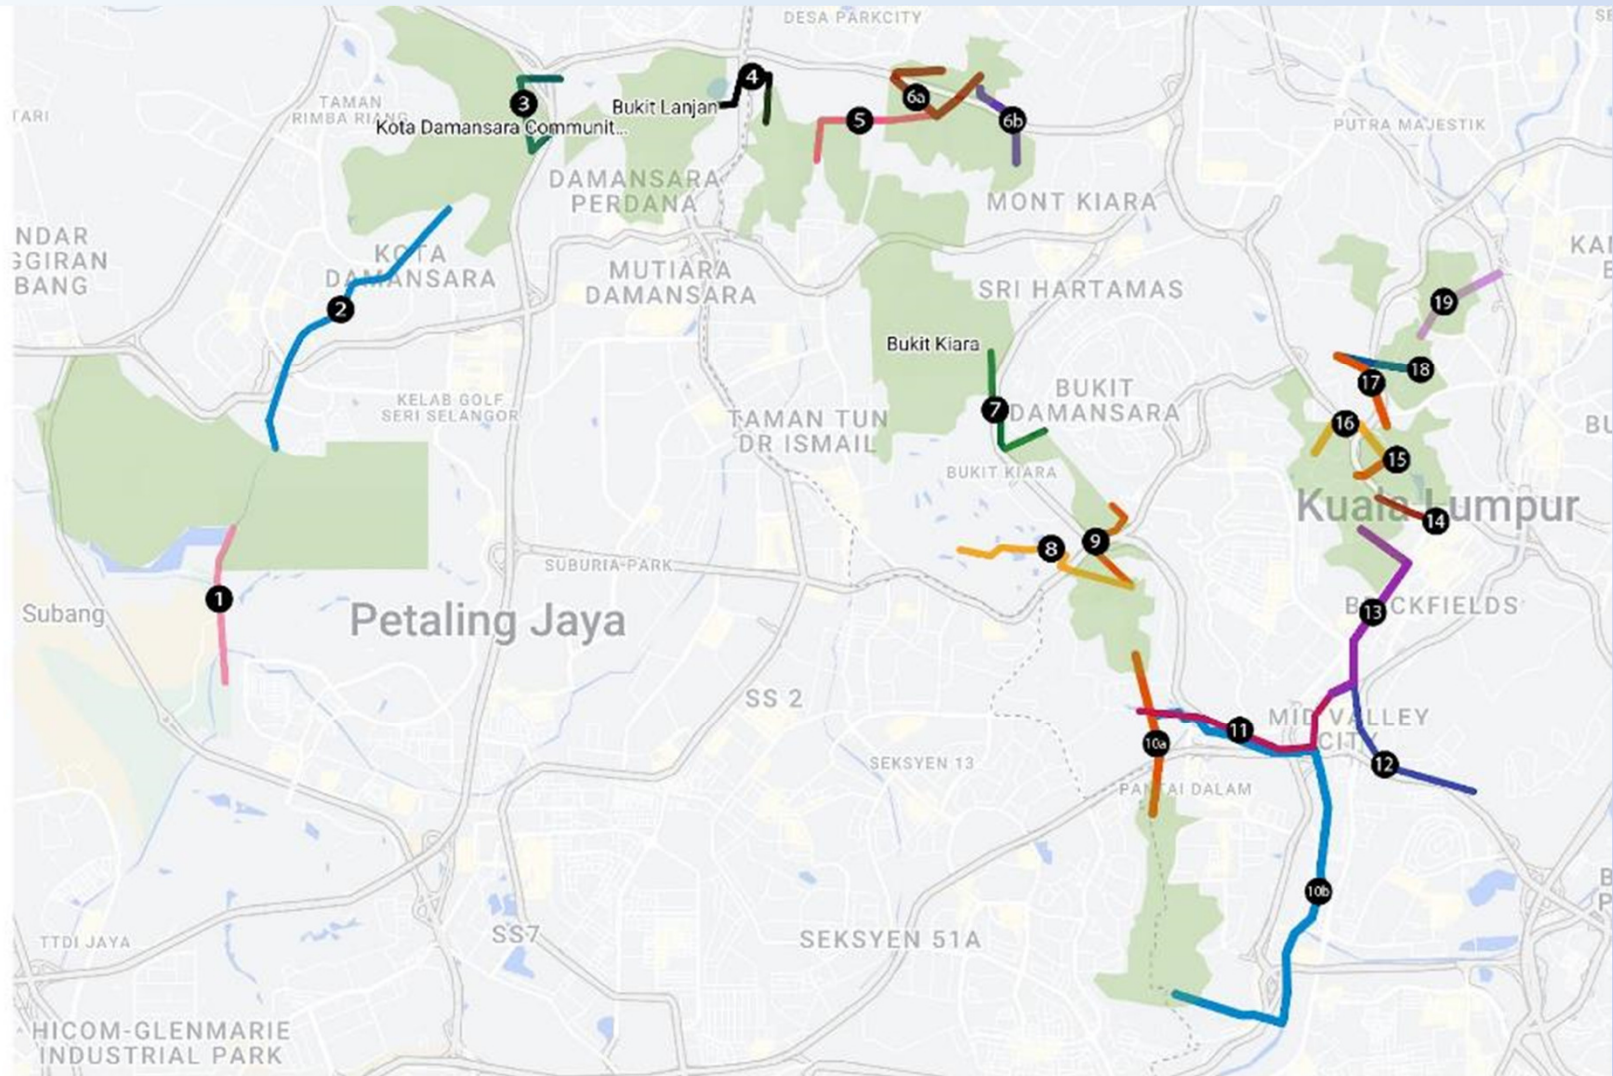 DESA PARKCITY
4
3
6a
TAMAN
RIMBA RIANG
Bukit Lanjan
TARI
Kota Damansara Communit...
5
6b
PUTRA MAJESTIK
DAMANSARA
PERDANA
MONT KIARA
NDAR
GGIRAN
BANG
KOTA
DAMANSARA
MUTIARA
DAMANSARA
SRI HARTAMAS
KA
2
19
Bukit Kiara
18
17
KELAB GOLF
SERI SELANGOR
BUKIT
DAMANSARA
7
TAMAN TUN
DR ISMAIL
16
BU
15
BUKIT KIARA
Kuala Lumpur
14
9
8
SUBURIA-PARK
1
Subang
Petaling Jaya
BRICKFIELDS
13
SS 2
MID VALLEY
CITY
11
10a
12
SEKSYEN 13
PANTAI DALAM
10b
B
P
TTDI JAYA
SS7
SEKSYEN 51A
HICOM-GLENMARIE
INDUSTRIAL PARK